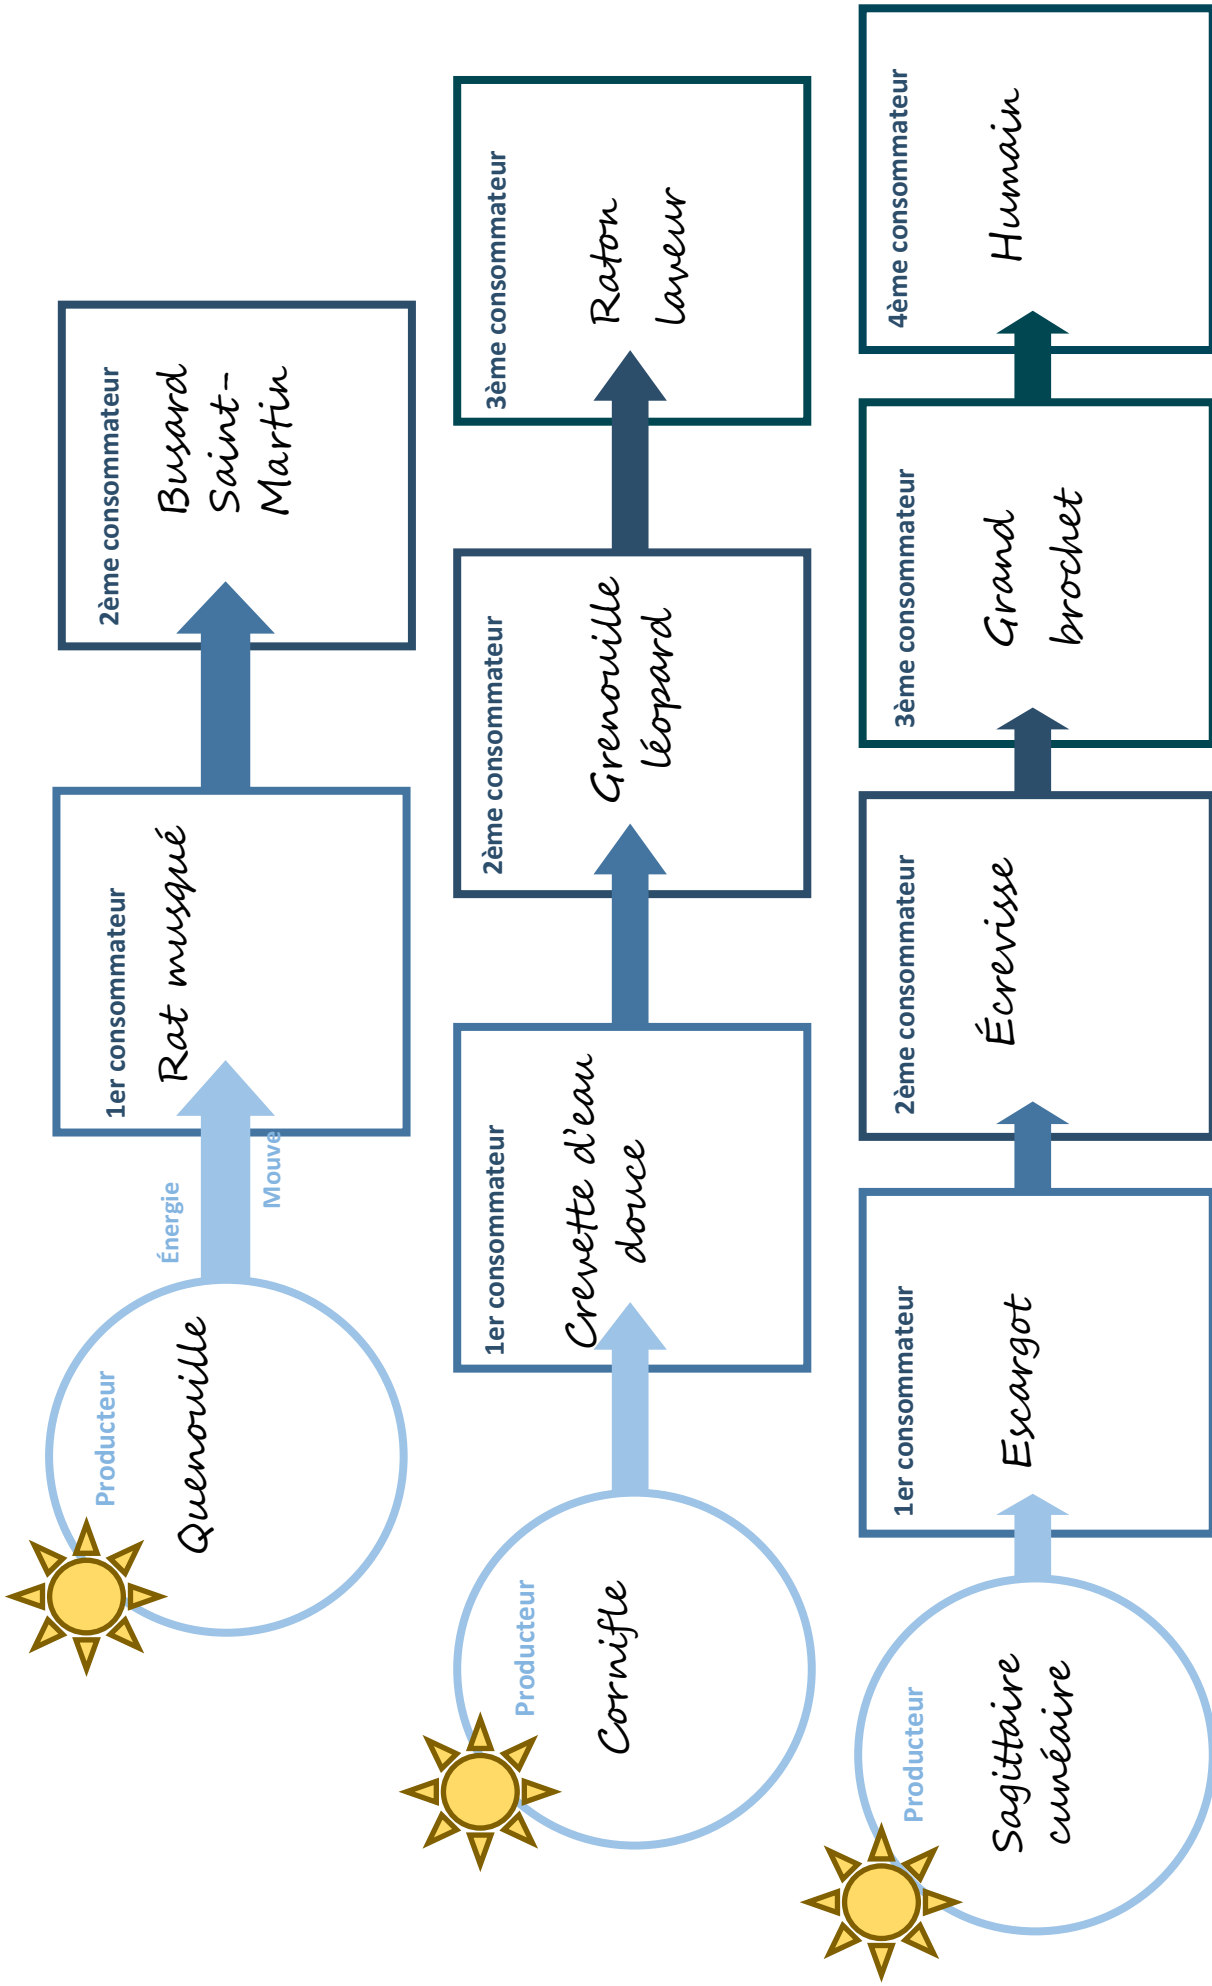 Producteur
Quenouille
Énergie
Mouve
1er consommateur
Rat musqué
2ème consommateur
Busard
Saint-
Martin
Producteur
Cornifle
1er consommateur
Crevette d'eau
douce
2ème consommateur
Grenouille
léopard
3ème consommateur
Raton
laveur
Producteur
Sagittaire
cunéaire
1er consommateur
Escargot
2ème consommateur
Écrevisse
3ème consommateur
Grand
brochet
4ème consommateur
Humain